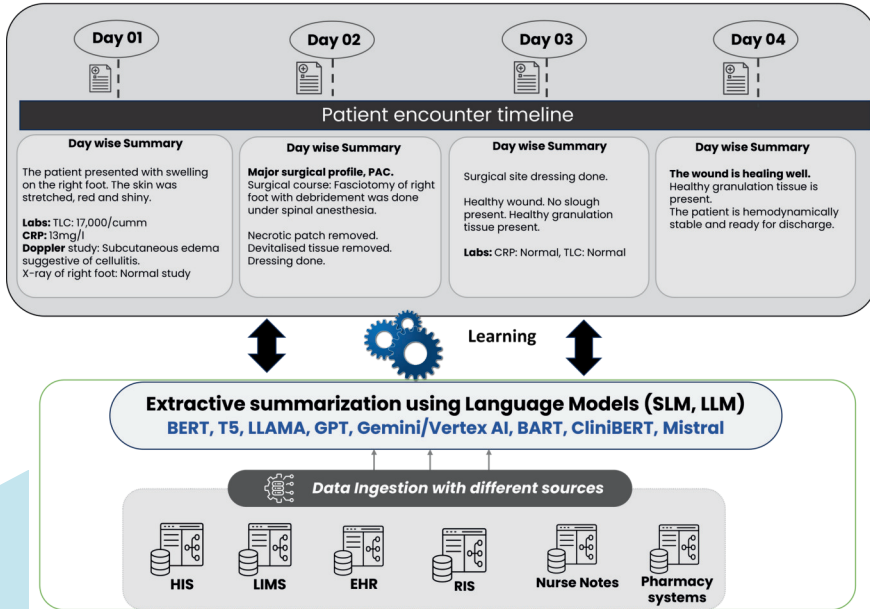 Day 01
Day 02
Day 03
Day 04
Patient encounter timeline
Day wise Summary
The patient presented with swelling
on the right foot. The skin was
stretched, red and shiny.
Labs: TLC: 17,000/cumm
CRP: 13mg/l
Doppler study: Subcutaneous edema
suggestive of cellulitis.
X-ray of right foot: Normal study
Day wise Summary
Major surgical profile, PAC.
Surgical course: Fasciotomy of right
foot with debridement was done
under spinal anesthesia.
Necrotic patch removed.
Devitalised tissue removed.
Dressing done.
Day wise Summary
Surgical site dressing done.
Healthy wound. No slough
present. Healthy granulation
tissue present.
Labs: CRP: Normal, TLC: Normal
Day wise Summary
The wound is healing well.
Healthy granulation tissue is
present.
The patient is hemodynamically
stable and ready for discharge.
Learning
Extractive summarization using Language Models (SLM, LLM)
BERT, T5, LLAMA, GPT, Gemini/Vertex AI, BART, CliniBERT, Mistral
Data Ingestion with different sources
HIS
LIMS
EHR
RIS
Nurse Notes
Pharmacy
systems